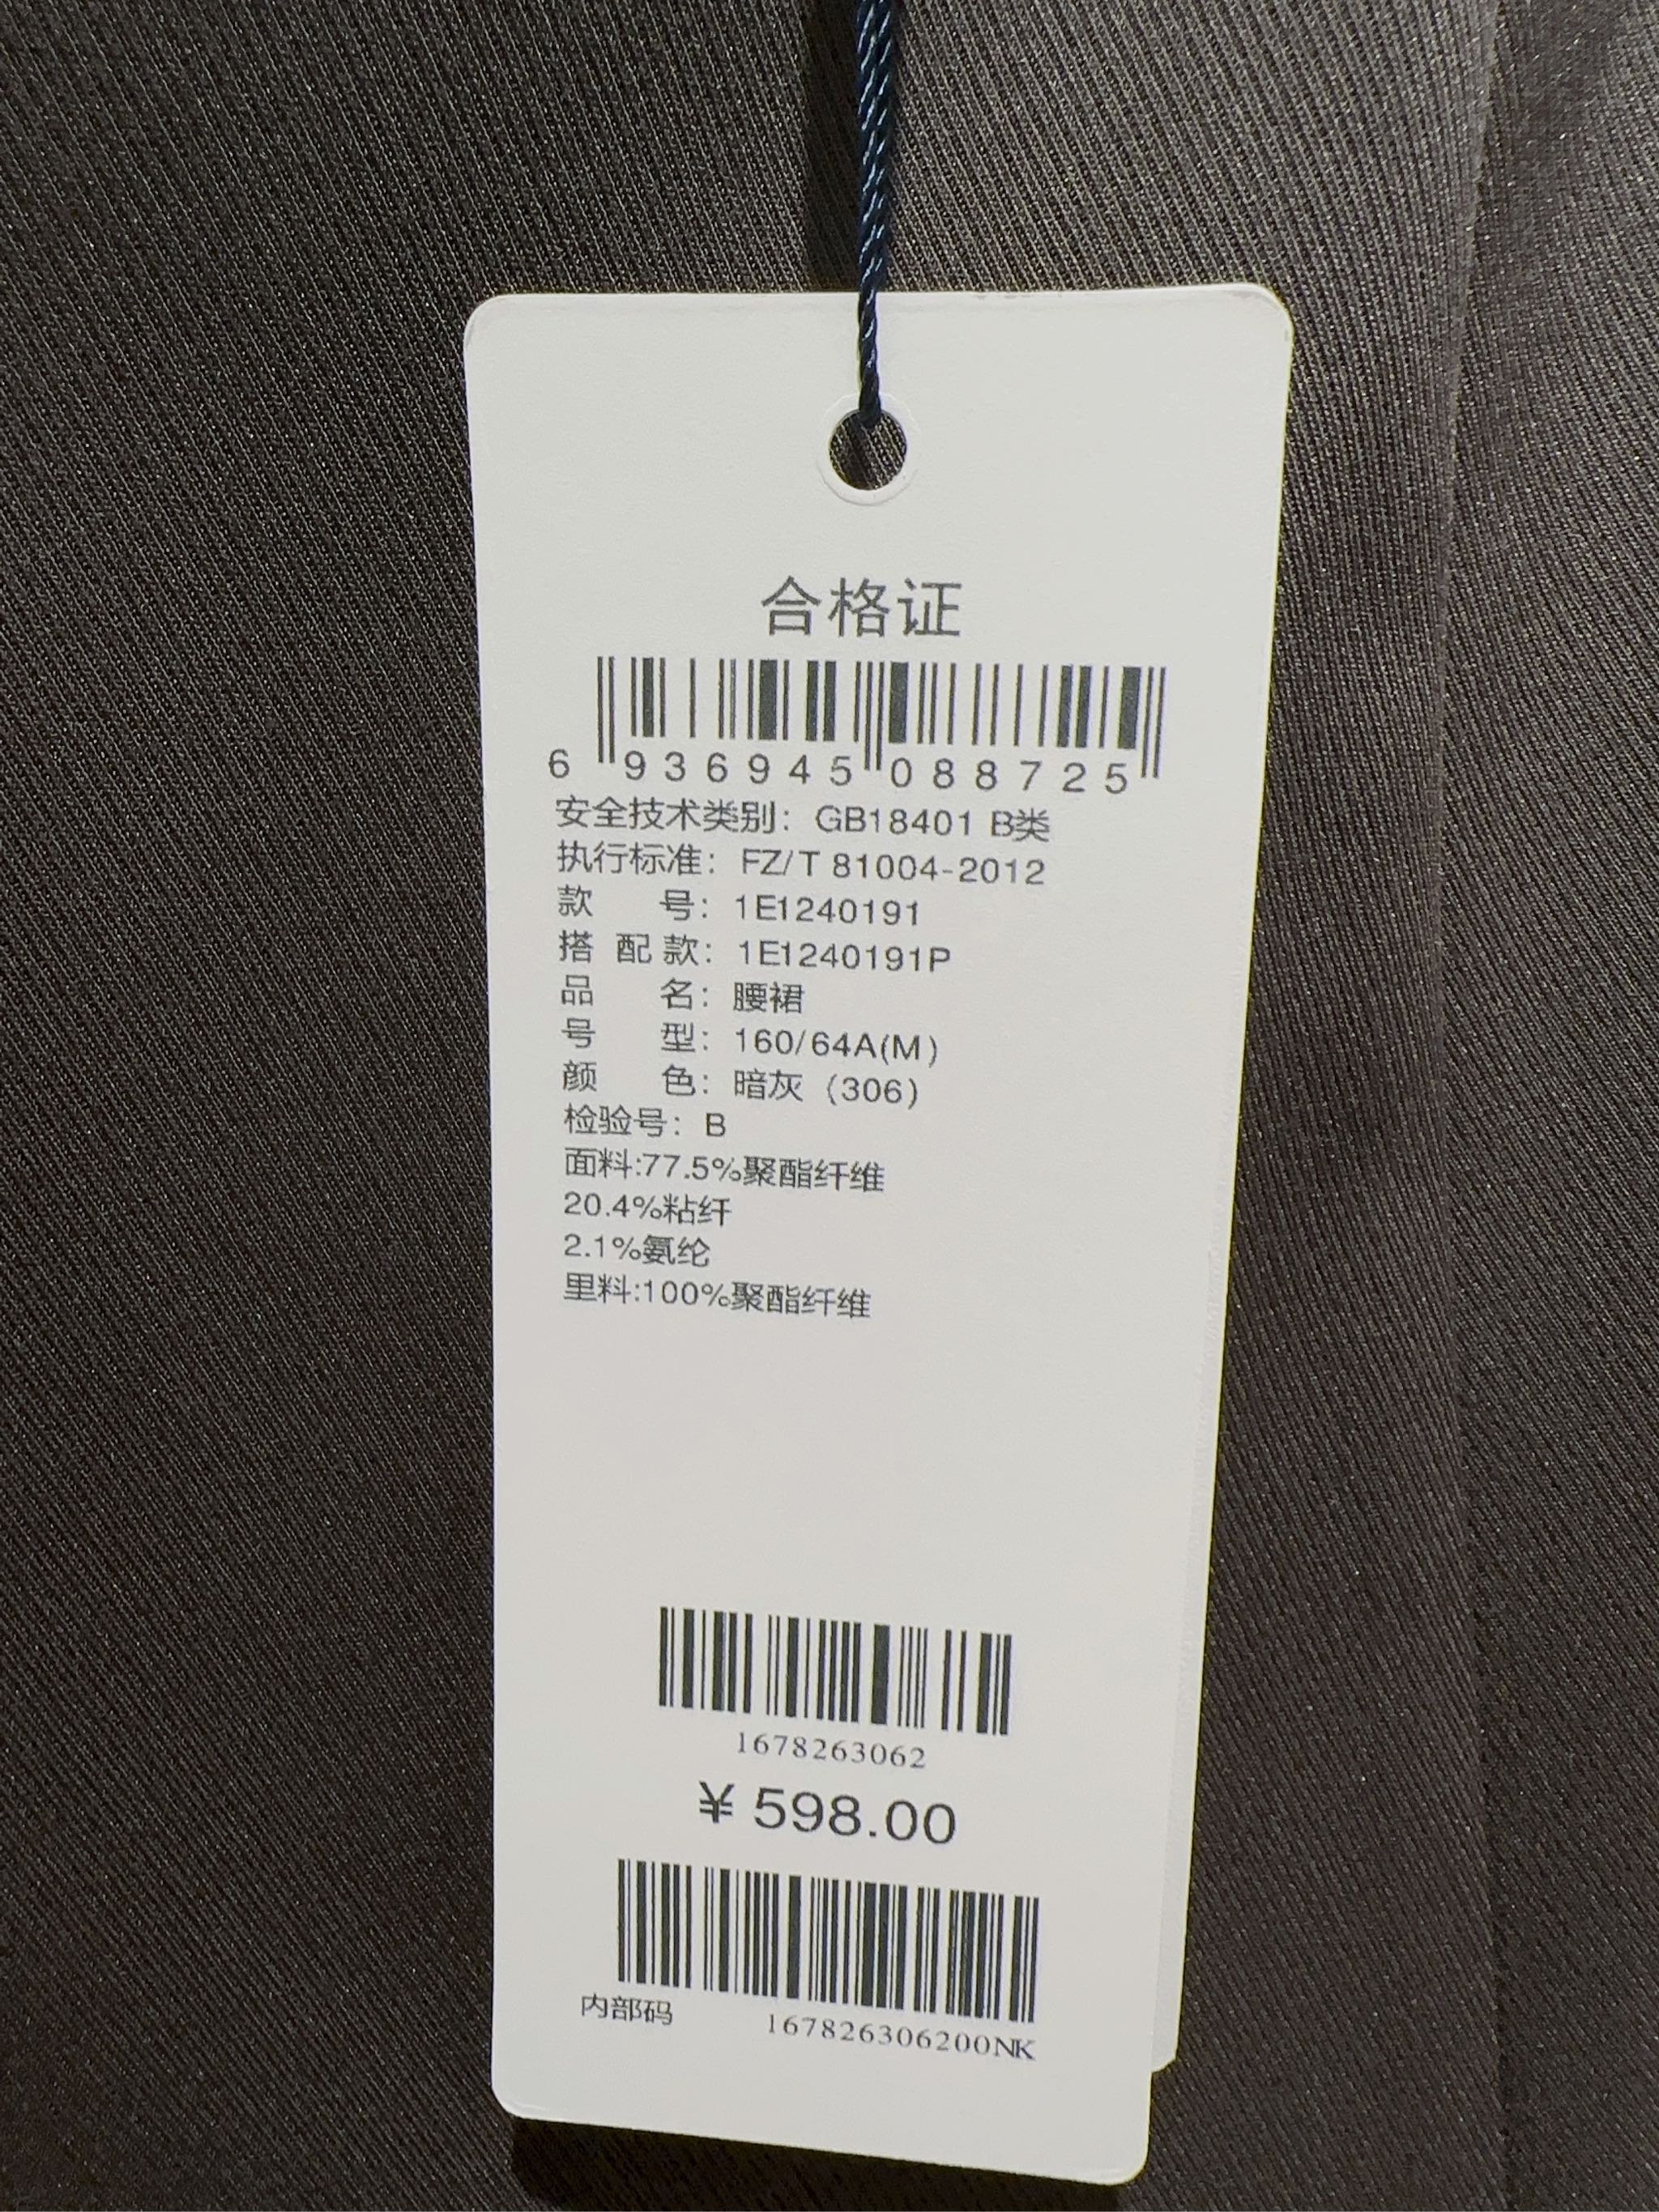 合格证
6 936945 088725
安全技术类别：GB18401 B类
执行标准：FZ/T 81004-2012
款 号：1E1240191
搭配款：1E1240191P
品 名：腰裙
号 型：160/64A(M)
颜 色：暗灰（306）
检验号：B
面料:77.5%聚酯纤维
20.4%粘纤
2.1%氨纶
里料:100%聚酯纤维
1678263062
¥ 598.00
内部码 167826306200NK